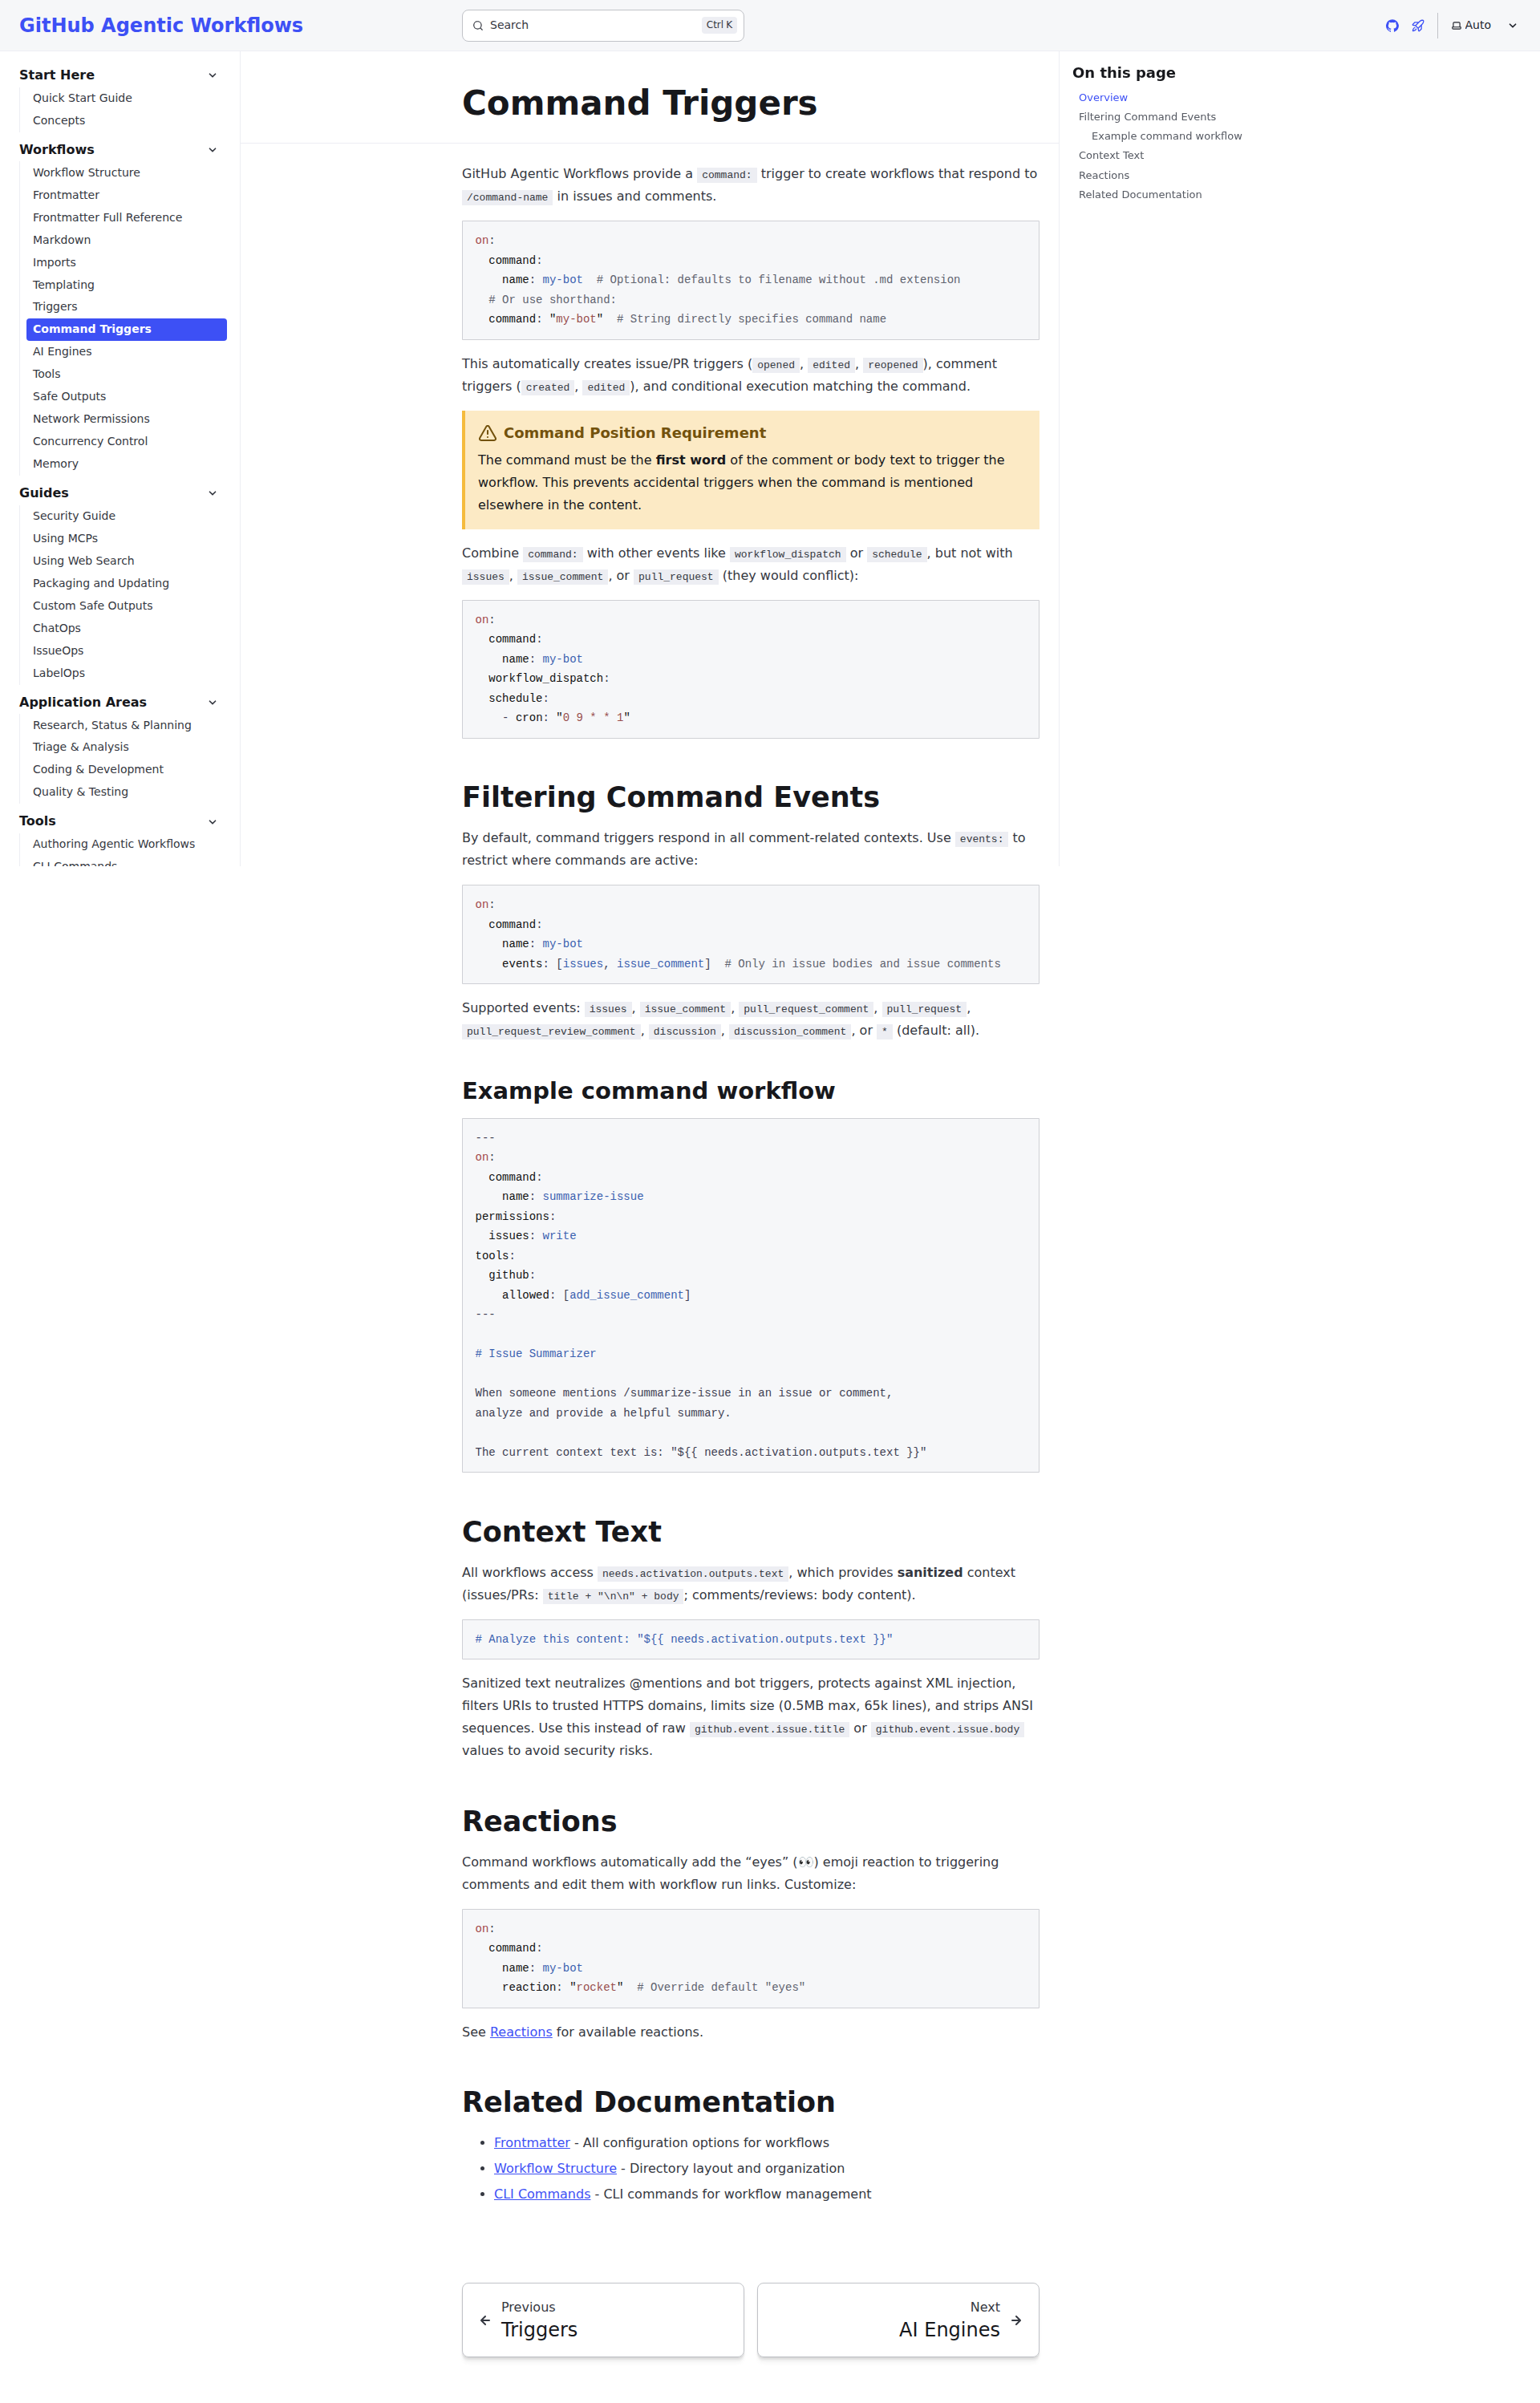 GitHub Agentic Workflows
Search
Ctrl K
Auto
Start Here
Quick Start Guide
Concepts
Workflows
Workflow Structure
Frontmatter
Frontmatter Full Reference
Markdown
Imports
Templating
Triggers
Command Triggers
AI Engines
Tools
Safe Outputs
Network Permissions
Concurrency Control
Memory
Guides
Security Guide
Using MCPs
Using Web Search
Packaging and Updating
Custom Safe Outputs
ChatOps
IssueOps
LabelOps
Application Areas
Research, Status & Planning
Triage & Analysis
Coding & Development
Quality & Testing
Tools
Authoring Agentic Workflows
CLI Commands
Command Triggers
GitHub Agentic Workflows provide a command: trigger to create workflows that respond to
/command-name in issues and comments.
on:
  command:
    name: my-bot  # Optional: defaults to filename without .md extension
  # Or use shorthand:
  command: "my-bot"  # String directly specifies command name
This automatically creates issue/PR triggers (opened, edited, reopened), comment
triggers (created, edited), and conditional execution matching the command.
Command Position Requirement
The command must be the first word of the comment or body text to trigger the
workflow. This prevents accidental triggers when the command is mentioned
elsewhere in the content.
Combine command: with other events like workflow_dispatch or schedule, but not with
issues, issue_comment, or pull_request (they would conflict):
on:
  command:
    name: my-bot
  workflow_dispatch:
  schedule:
    - cron: "0 9 * * 1"
Filtering Command Events
By default, command triggers respond in all comment-related contexts. Use events: to
restrict where commands are active:
on:
  command:
    name: my-bot
    events: [issues, issue_comment]  # Only in issue bodies and issue comments
Supported events: issues, issue_comment, pull_request_comment, pull_request,
pull_request_review_comment, discussion, discussion_comment, or * (default: all).
Example command workflow
---
on:
  command:
    name: summarize-issue
permissions:
  issues: write
tools:
  github:
    allowed: [add_issue_comment]
---
# Issue Summarizer
When someone mentions /summarize-issue in an issue or comment,
analyze and provide a helpful summary.
The current context text is: "${{ needs.activation.outputs.text }}"
Context Text
All workflows access needs.activation.outputs.text, which provides sanitized context
(issues/PRs: title + "\n\n" + body; comments/reviews: body content).
# Analyze this content: "${{ needs.activation.outputs.text }}"
Sanitized text neutralizes @mentions and bot triggers, protects against XML injection,
filters URIs to trusted HTTPS domains, limits size (0.5MB max, 65k lines), and strips ANSI
sequences. Use this instead of raw github.event.issue.title or github.event.issue.body
values to avoid security risks.
Reactions
Command workflows automatically add the “eyes” (👀) emoji reaction to triggering
comments and edit them with workflow run links. Customize:
on:
  command:
    name: my-bot
    reaction: "rocket"  # Override default "eyes"
See Reactions for available reactions.
Related Documentation
• Frontmatter - All configuration options for workflows
• Workflow Structure - Directory layout and organization
• CLI Commands - CLI commands for workflow management
Previous
Triggers
Next
AI Engines
On this page
Overview
Filtering Command Events
Example command workflow
Context Text
Reactions
Related Documentation